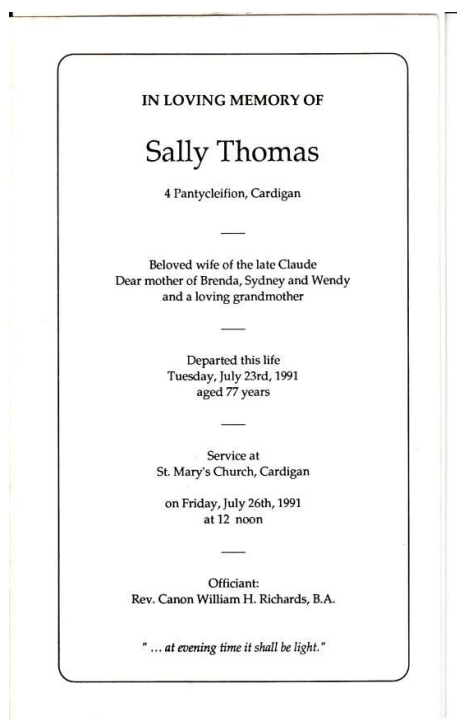 IN LOVING MEMORY OF
Sally Thomas
4 Pantycleifion, Cardigan
Beloved wife of the late Claude
Dear mother of Brenda, Sydney and Wendy
and a loving grandmother
Departed this life
Tuesday, July 23rd, 1991
aged 77 years
Service at
St. Mary's Church, Cardigan
on Friday, July 26th, 1991
at 12 noon
Officiant:
Rev. Canon William H. Richards, B.A.
" ... at evening time it shall be light."